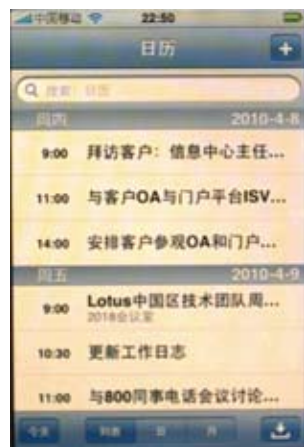 中国移动 22:50
日历
搜索 日历
周四 2010-4-8
9:00 拜访客户：信息中心主任...
11:00 与客户OA与门户平台ISV...
14:00 安排客户参观OA和门户...
周五 2010-4-9
9:00 Lotus中国区技术团队周...
2018会议室
10:30 更新工作日志
11:00 与800同事电话会议讨论...
今天 列表 日 月